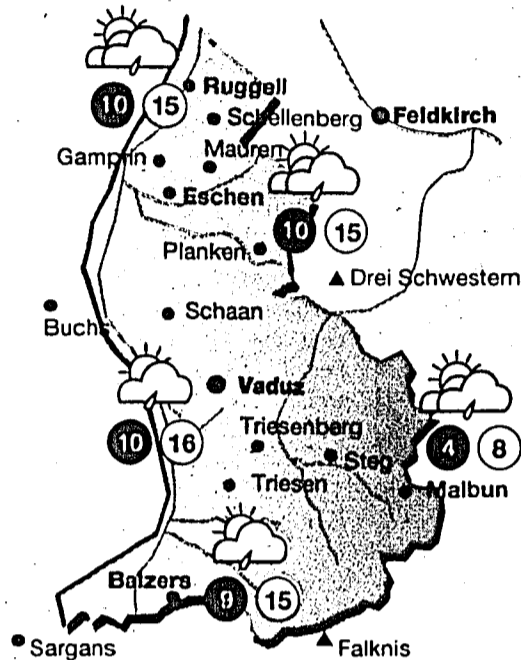 Ruggell
10 15
Schellenberg
Feldkirch
Gamprin
Mauren
Eschen
10 15
Planken
Drei Schwestern
Buchs
Schaan
Vaduz
10 16
Triesenberg
4 8
Steg
Triesen
Malbun
Balzers
9 15
Sargans
Falknis